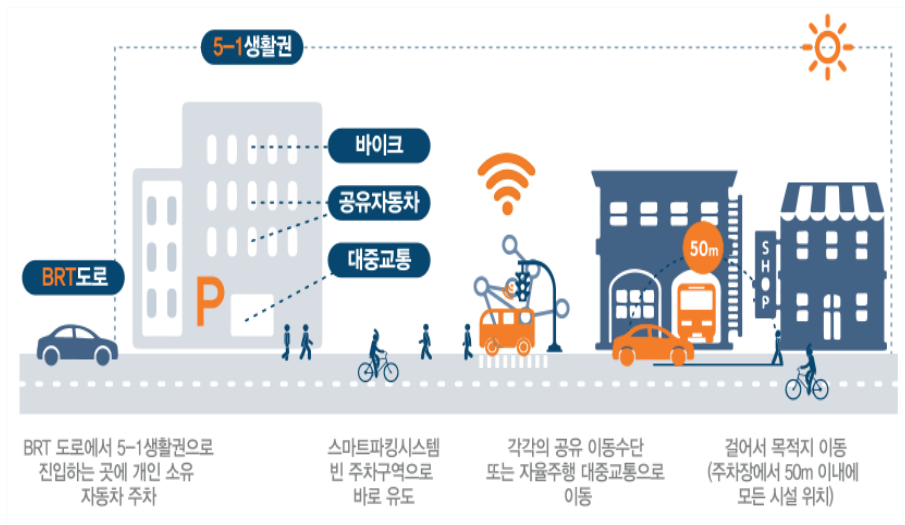 5-1생활권
바이크
공유자동차
대중교통
BRT도로
P
50m
SHOP
BRT 도로에서 5-1생활권으로
진입하는 곳에 개인 소유
자동차 주차
스마트파킹시스템
빈 주차구역으로
바로 유도
각각의 공유 이동수단
또는 자율주행 대중교통으로
이동
걸어서 목적지 이동
(주차장에서 50m 이내에
모든 시설 위치)